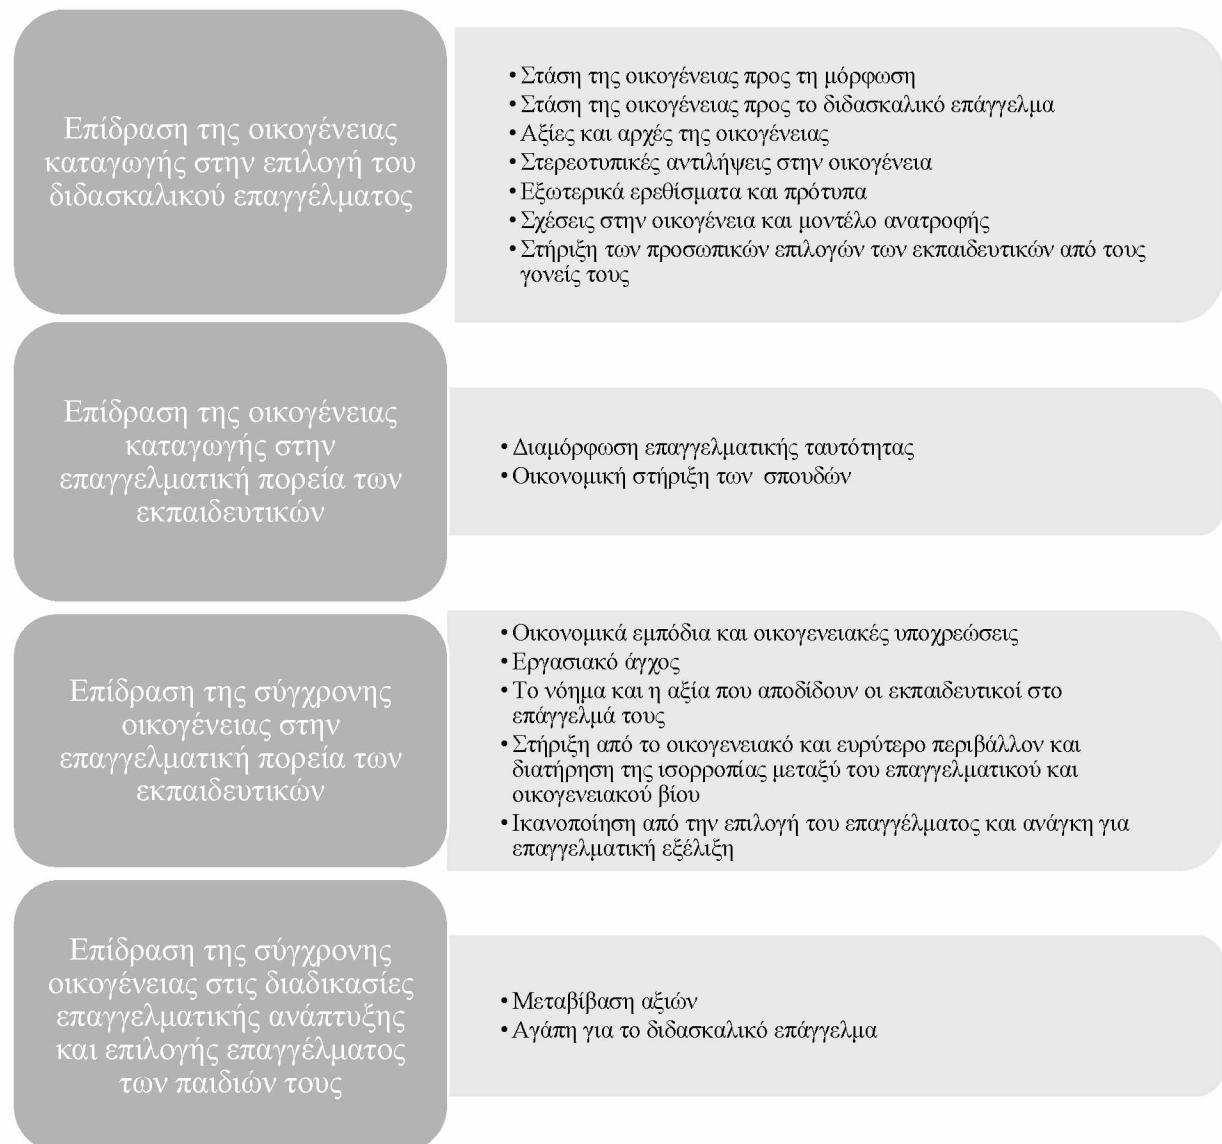 Επίδραση της οικογένειας
καταγωγής στην επιλογή του
διδασκαλικού επαγγέλματος
• Στάση της οικογένειας προς τη μόρφωση
• Στάση της οικογένειας προς το διδασκαλικό επάγγελμα
• Αξίες και αρχές της οικογένειας
• Στερεοτυπικές αντιλήψεις στην οικογένεια
• Εξωτερικά ερεθίσματα και πρότυπα
• Σχέσεις στην οικογένεια και μοντέλο ανατροφής
• Στήριξη των προσωπικών επιλογών των εκπαιδευτικών από τους
γονείς τους
Επίδραση της οικογένειας
καταγωγής στην
επαγγελματική πορεία των
εκπαιδευτικών
• Διαμόρφωση επαγγελματικής ταυτότητας
• Οικονομική στήριξη των σπουδών
Επίδραση της σύγχρονης
οικογένειας στην
επαγγελματική πορεία των
εκπαιδευτικών
• Οικονομικά εμπόδια και οικογενειακές υποχρεώσεις
• Εργασιακό άγχος
• Το νόημα και η αξία που αποδίδουν οι εκπαιδευτικοί στο
επάγγελμά τους
• Στήριξη από το οικογενειακό και ευρύτερο περιβάλλον και
διατήρηση της ισορροπίας μεταξύ του επαγγελματικού και
οικογενειακού βίου
• Ικανοποίηση από την επιλογή του επαγγέλματος και ανάγκη για
επαγγελματική εξέλιξη
Επίδραση της σύγχρονης
οικογένειας στις διαδικασίες
επαγγελματικής ανάπτυξης
και επιλογής επαγγέλματος
των παιδιών τους
• Μεταβίβαση αξιών
• Αγάπη για το διδασκαλικό επάγγελμα